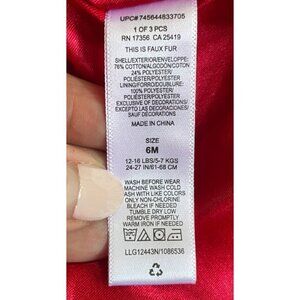 UPC#745644833705
1 OF 3 PCS
RN 17356 CA 25419
THIS IS FAUX FUR
SHELL/EXTERIOR/ENVELOPPE:
76% COTTON/ALGODÓN/COTON
24% POLYESTER/
POLIÉSTER/POLYESTER
LINING/FORRO/DOUBLURE:
100% POLYESTER/
POLIÉSTER/POLYESTER
EXCLUSIVE OF DECORATIONS/
EXCEPTO LAS DECORACIONES/
SAUF DÉCORATIONS
MADE IN CHINA
SIZE
6M
12-16 LBS/5-7 KGS
24-27 IN/61-68 CM
WASH BEFORE WEAR
MACHINE WASH COLD
ASH WITH LIKE COLORS
ONLY NON-CHLORINE
BLEACH IF NEEDED
TUMBLE DRY LOW
REMOVE PROMPTLY
WARM IRON IF NEEDED
LLG12443N/1086536